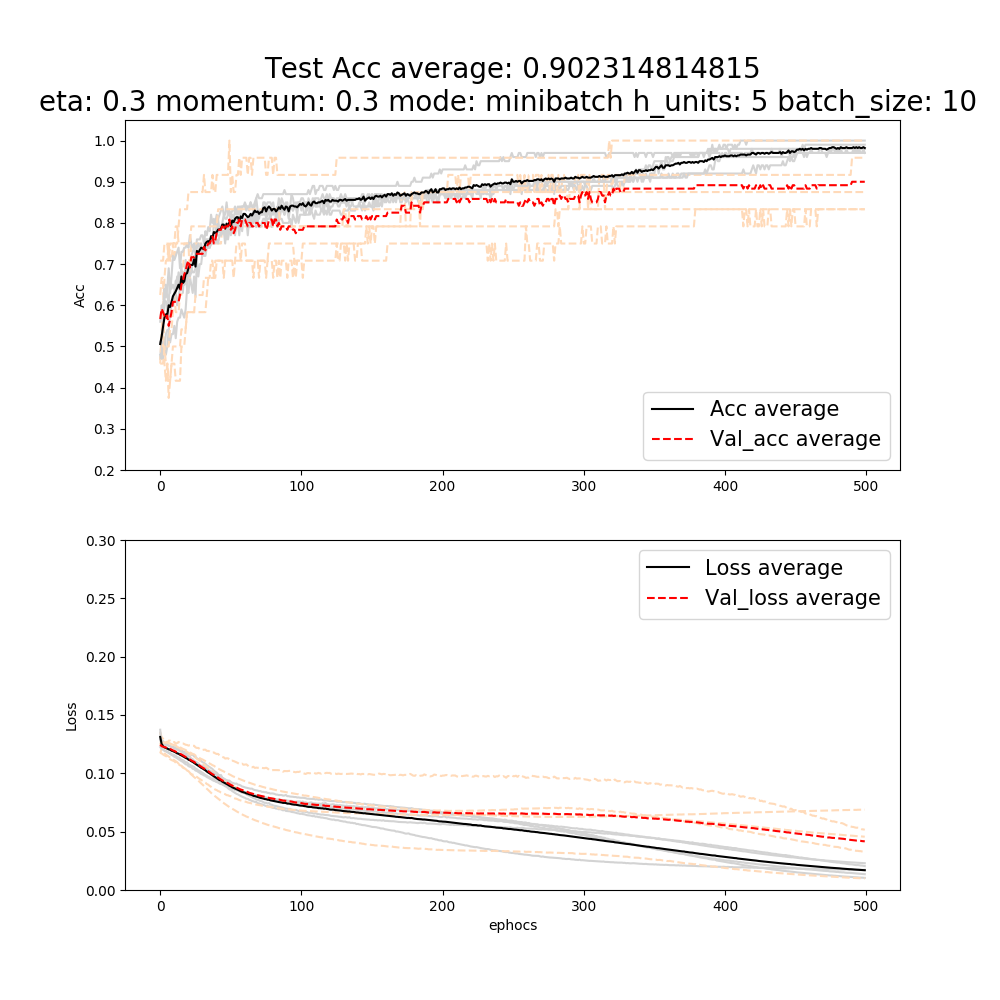 Test Acc average: 0.902314814815
eta: 0.3 momentum: 0.3 mode: minibatch h_units: 5 batch_size: 10
1.0
0.9
0.8
0.7
0.6
0.5
0.4
0.3
0.2
Acc
Acc average
Val_acc average
0 100 200 300 400 500
0.30
0.25
0.20
0.15
0.10
0.05
0.00
Loss
Loss average
Val_loss average
0 100 200 300 400 500
ephocs